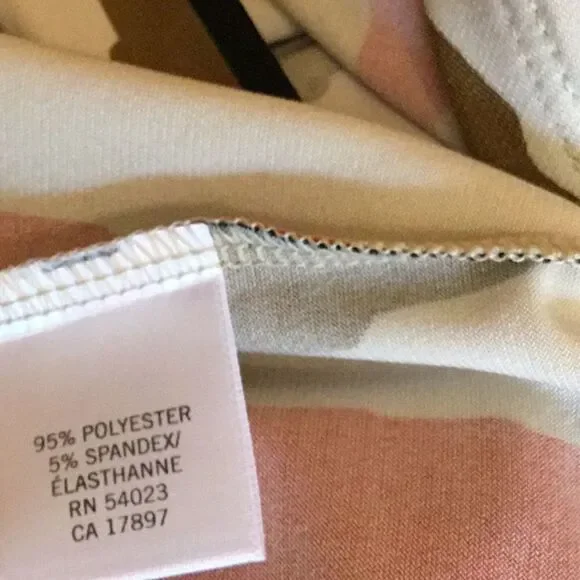 95% POLYESTER
5% SPANDEX/
ÉLASTHANNE
RN 54023
CA 17897